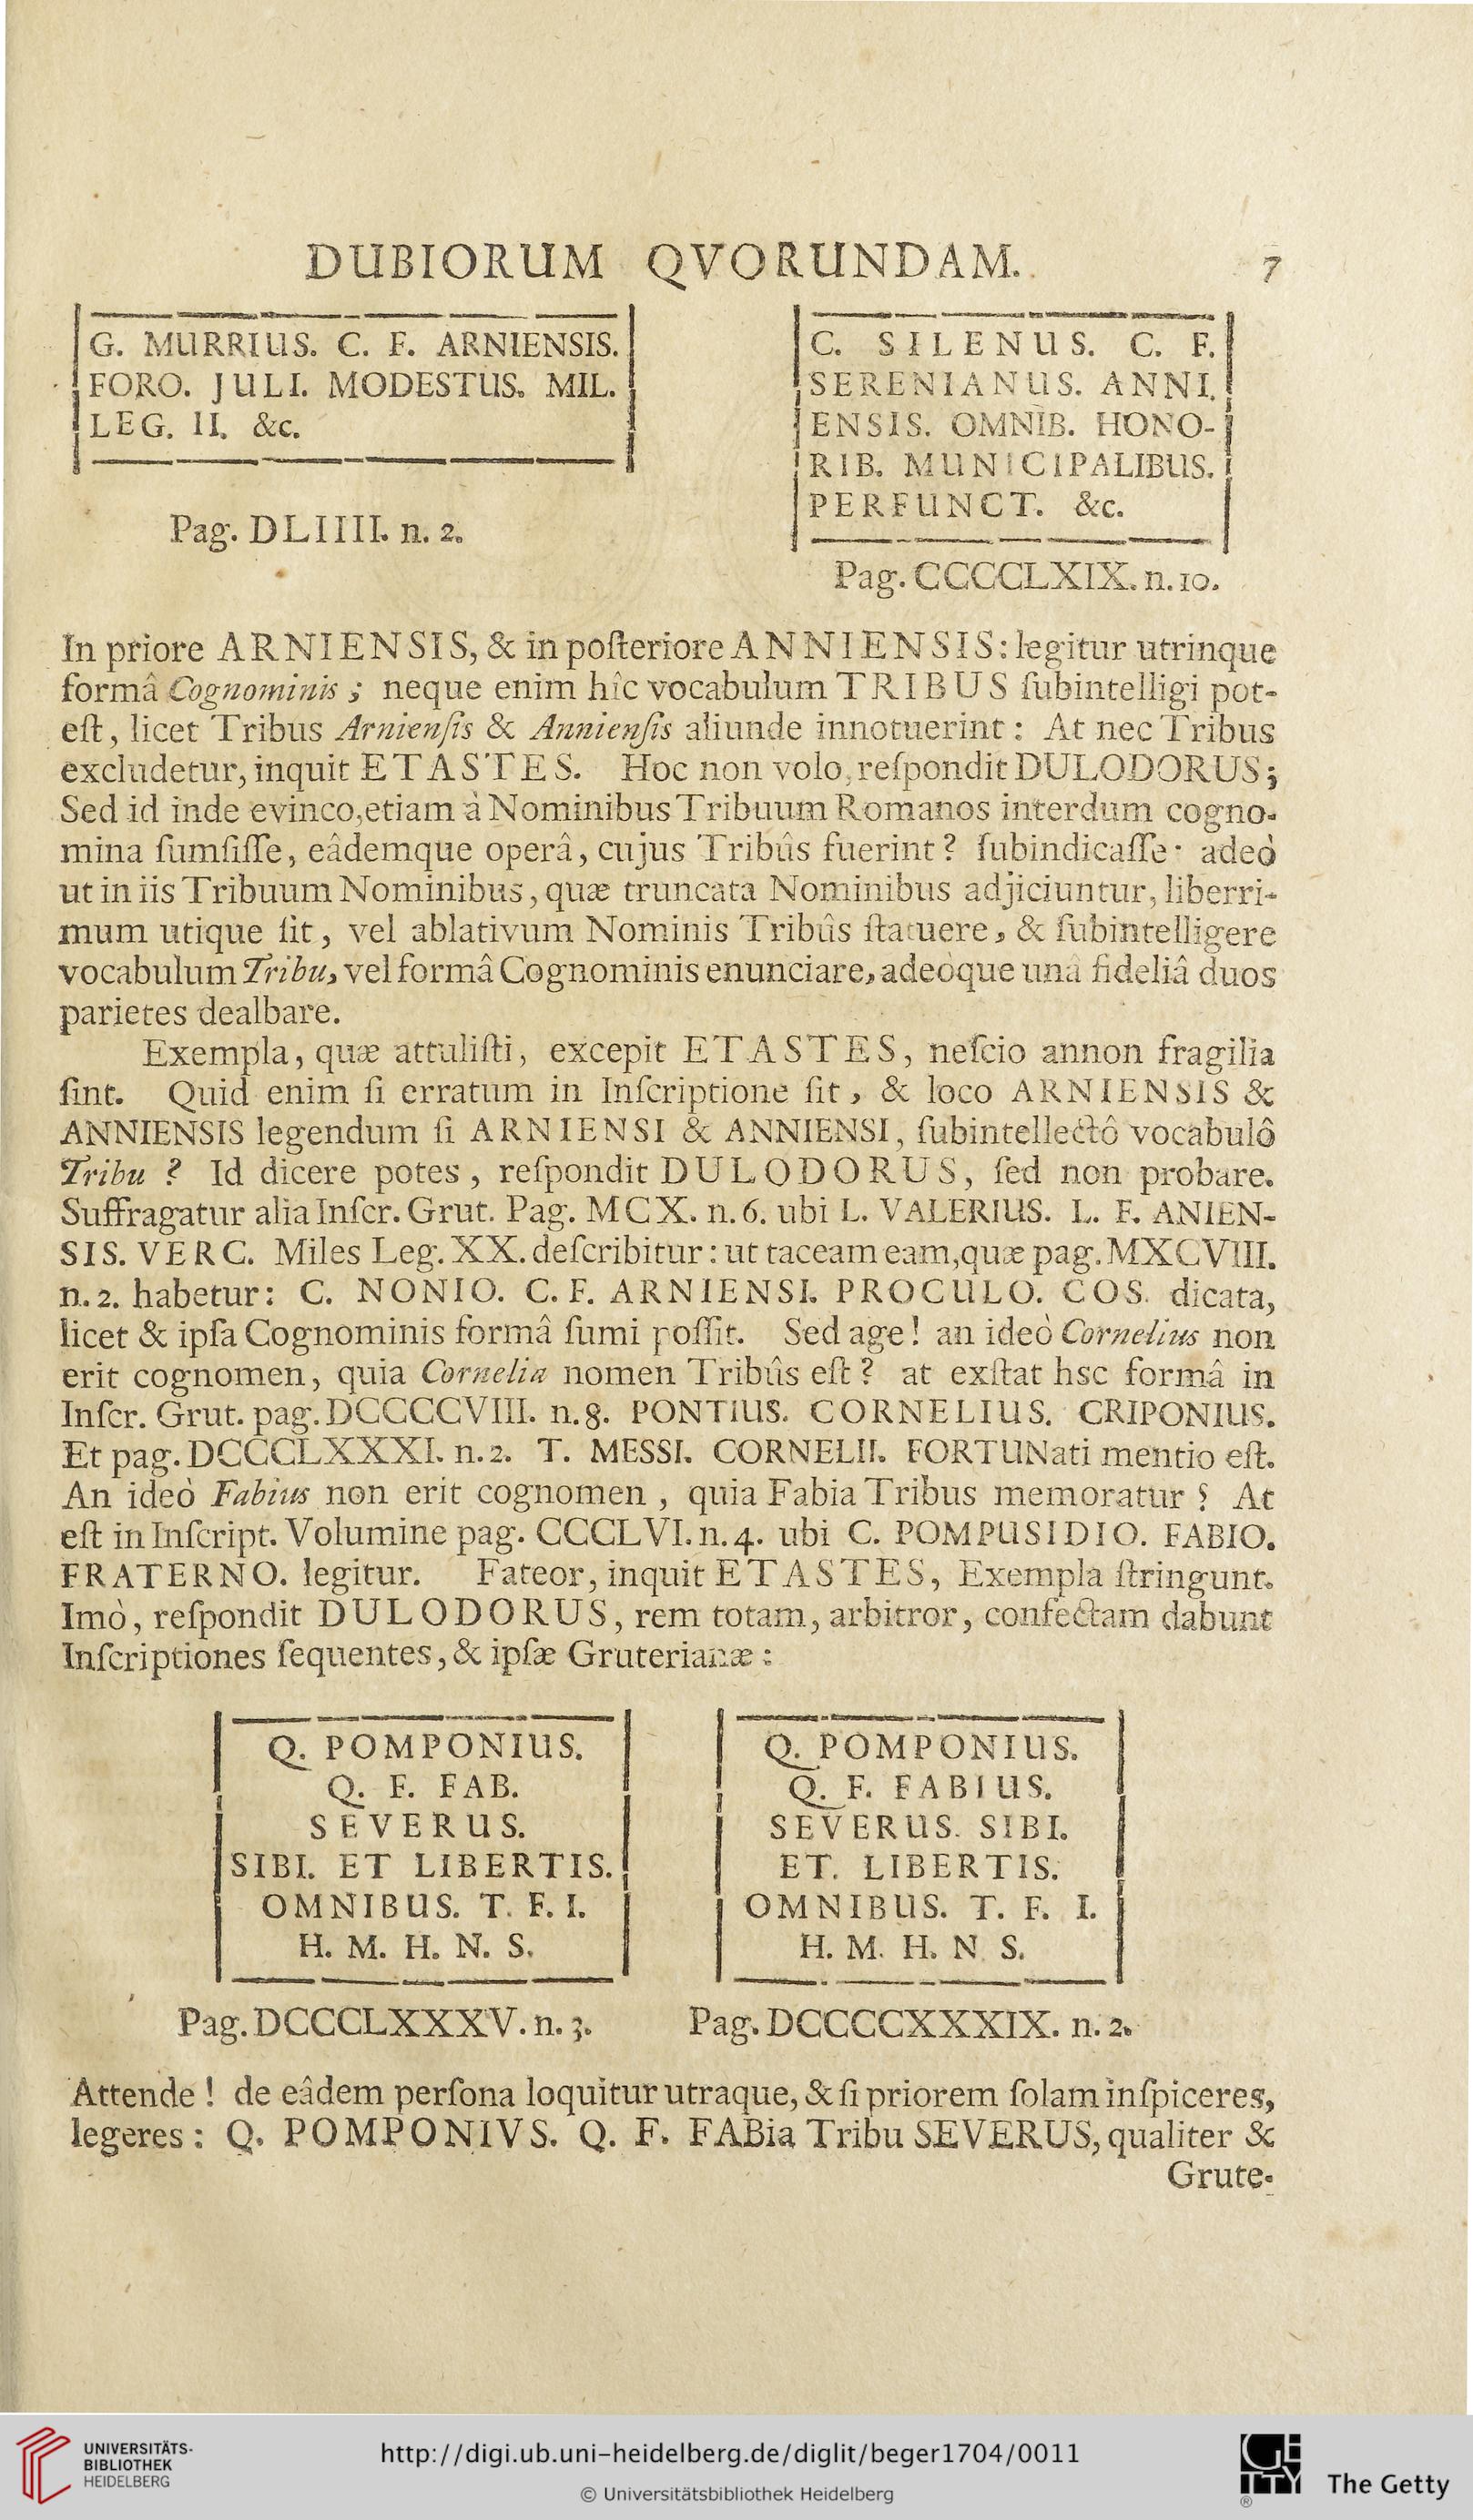 DUBIORUM QVORUNDAM. 7
G. MURRIUS. C. F. ARNIENSIS.
FORO. JULI. MODESTUS. MIL.
LEG. II. &c.
Pag. DLIIII. n. 2.
C. SILENUS. C. F.
SERENIANUS. ANNI.
ENSIS. OMNIB. HONO-
RIB. MUNICIPALIBUS.
PERFUNCT. &c.
Pag. CCCCLXIX. n. 10.
In priore ARNIENSIS, & in poſteriore ANNIENSIS: legitur utrinque
formâ Cognominis; neque enim hîc vocabulum TRIBUS ſubintelligi pot-
eſt, licet Tribus Arnienſis & Annienſis aliunde innotuerint: At nec Tribus
excludetur, inquit ETASTES. Hoc non volo, reſpondit DULODORUS;
Sed id inde evinco, etiam à Nominibus Tribuum Romanos interdum cogno-
mina ſumſiſſe, eâdemque operâ, cujus Tribûs fuerint? ſubindicaſſe· adeò
ut in iis Tribuum Nominibus, quæ truncata Nominibus adjiciuntur, liberri-
mum utique ſit, vel ablativum Nominis Tribûs ſtatuere, & ſubintelligere
vocabulum Tribu, vel formâ Cognominis enunciare, adeòque unâ fideliâ duos
parietes dealbare.
Exempla, quæ attuliſti, excepit ETASTES, neſcio annon fragilia
ſint. Quid enim ſi erratum in Inſcriptione ſit, & loco ARNIENSIS &
ANNIENSIS legendum ſi ARNIENSI & ANNIENSI, ſubintellectô vocabulô
Tribu? Id dicere potes, reſpondit DULODORUS, ſed non probare.
Suffragatur alia Inſcr. Grut. Pag. MCX. n. 6. ubi L. VALERIUS. L. F. ANIEN-
SIS. VERC. Miles Leg. XX. deſcribitur: ut taceam eam, quæ pag. MXCVIII.
n. 2. habetur: C. NONIO. C. F. ARNIENSI. PROCULO. COS. dicata,
licet & ipſa Cognominis formâ ſumi poſſit. Sed age! an ideò Cornelius non
erit cognomen, quia Cornelia nomen Tribûs eſt? at exſtat hsc formâ in
Inſcr. Grut. pag. DCCCCVIII. n. 8. PONTIUS. CORNELIUS. CRIPONIUS.
Et pag. DCCCLXXXI. n. 2. T. MESSI. CORNELII. FORTUNati mentio eſt.
An ideò Fabius non erit cognomen, quia Fabia Tribus memoratur? At
eſt in Inſcript. Volumine pag. CCCLVI. n. 4. ubi C. POMPUSIDIO. FABIO.
FRATERNO. legitur. Fateor, inquit ETASTES, Exempla ſtringunt.
Imò, reſpondit DULODORUS, rem totam, arbitror, confectam dabunt
Inſcriptiones ſequentes, & ipſæ Gruterianæ:
Q. POMPONIUS.
Q. F. FAB.
SEVERUS.
SIBI. ET LIBERTIS.
OMNIBUS. T. F. I.
H. M. H. N. S.
Pag. DCCCLXXXV. n. 3.
Q. POMPONIUS.
Q. F. FABIUS.
SEVERUS. SIBI.
ET. LIBERTIS.
OMNIBUS. T. F. I.
H. M. H. N S.
Pag. DCCCCXXXIX. n. 2.
Attende! de eâdem perſona loquitur utraque, & ſi priorem ſolam inſpiceres,
legeres: Q. POMPONIVS. Q. F. FABia Tribu SEVERUS, qualiter &
Grute-
UNIVERSITÄTS-
BIBLIOTHEK
HEIDELBERG
http://digi.ub.uni-heidelberg.de/diglit/beger1704/0011
© Universitätsbibliothek Heidelberg
GETTY
The Getty